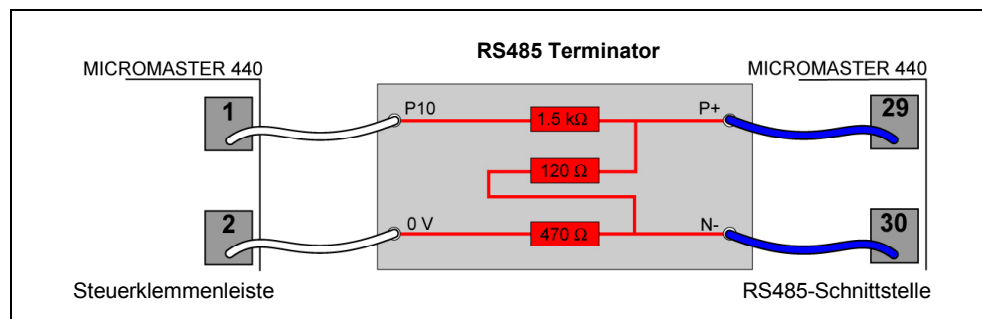 RS485 Terminator
MICROMASTER 440
MICROMASTER 440
1
P10
1.5 kΩ
P+
29
120 Ω
2
0 V
470 Ω
N-
30
Steuerklemmenleiste
RS485-Schnittstelle